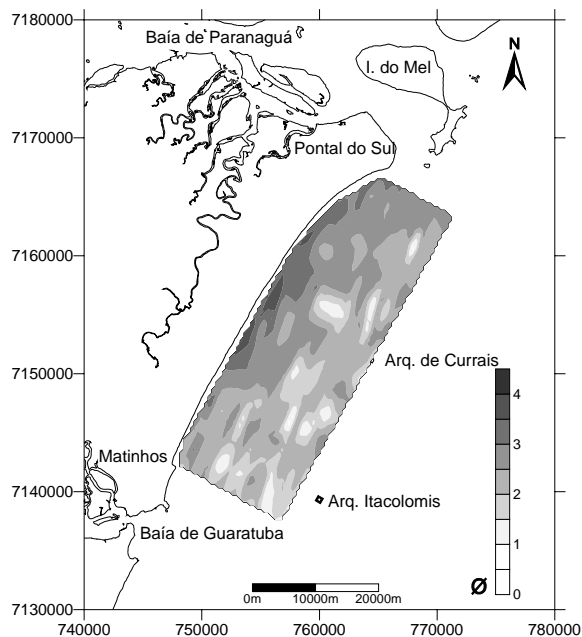 7180000
Baía de Paranaguá
N
I. do Mel
7170000
Pontal do Sul
7160000
7150000
Arq. de Currais
4
3
Matinhos
2
7140000
Arq. Itacolomis
1
Baía de Guaratuba
Ø
0
0m 10000m 20000m
7130000
740000 750000 760000 770000 780000